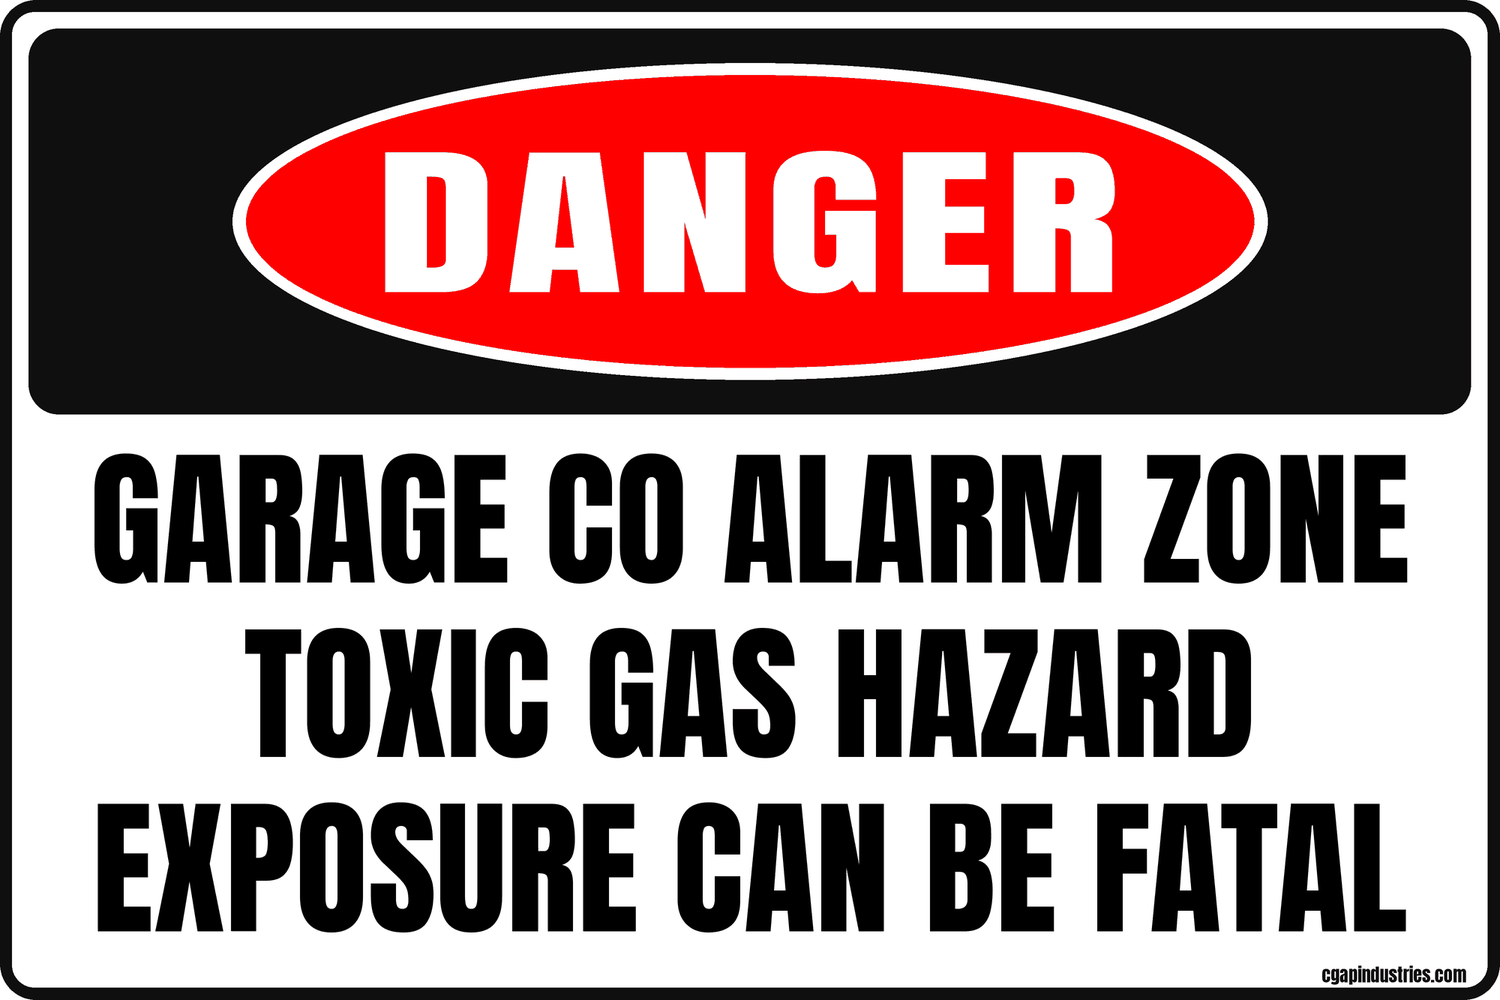 DANGER
GARAGE CO ALARM ZONE
TOXIC GAS HAZARD
EXPOSURE CAN BE FATAL
cgapindustries.com